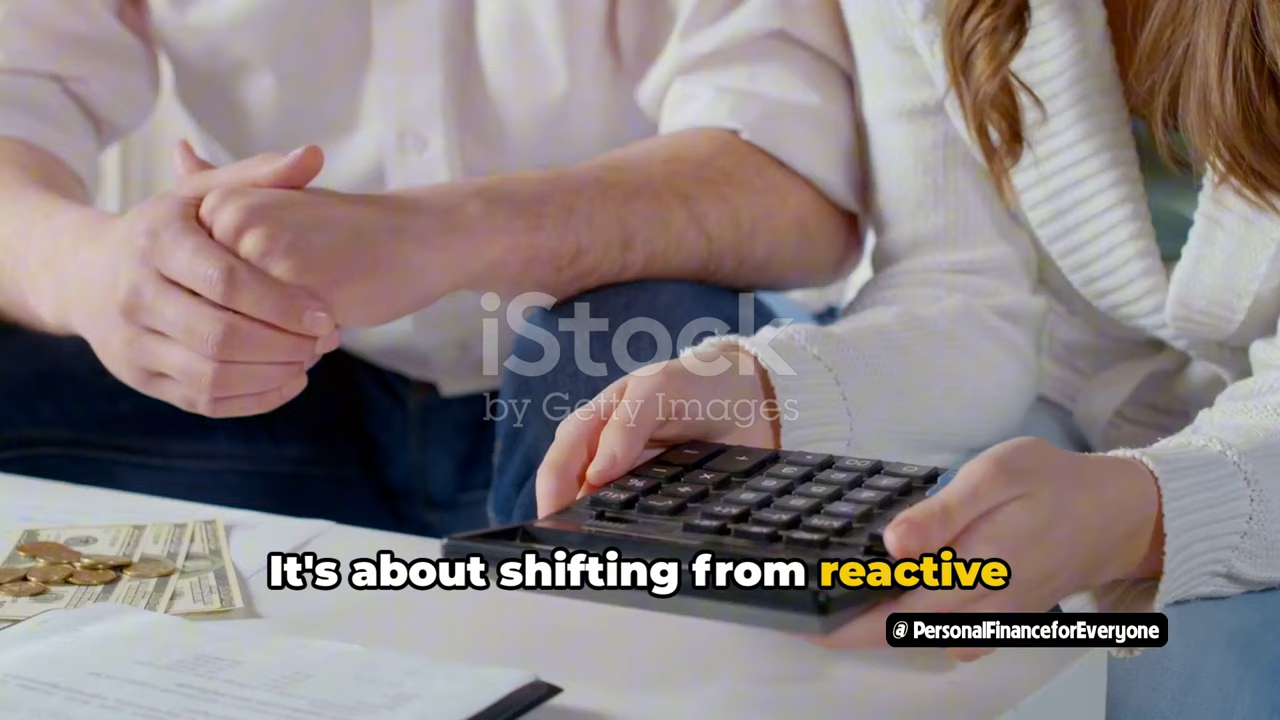 iStock
by Getty Images
It's about shifting from reactive
@ PersonalFinanceforEveryone